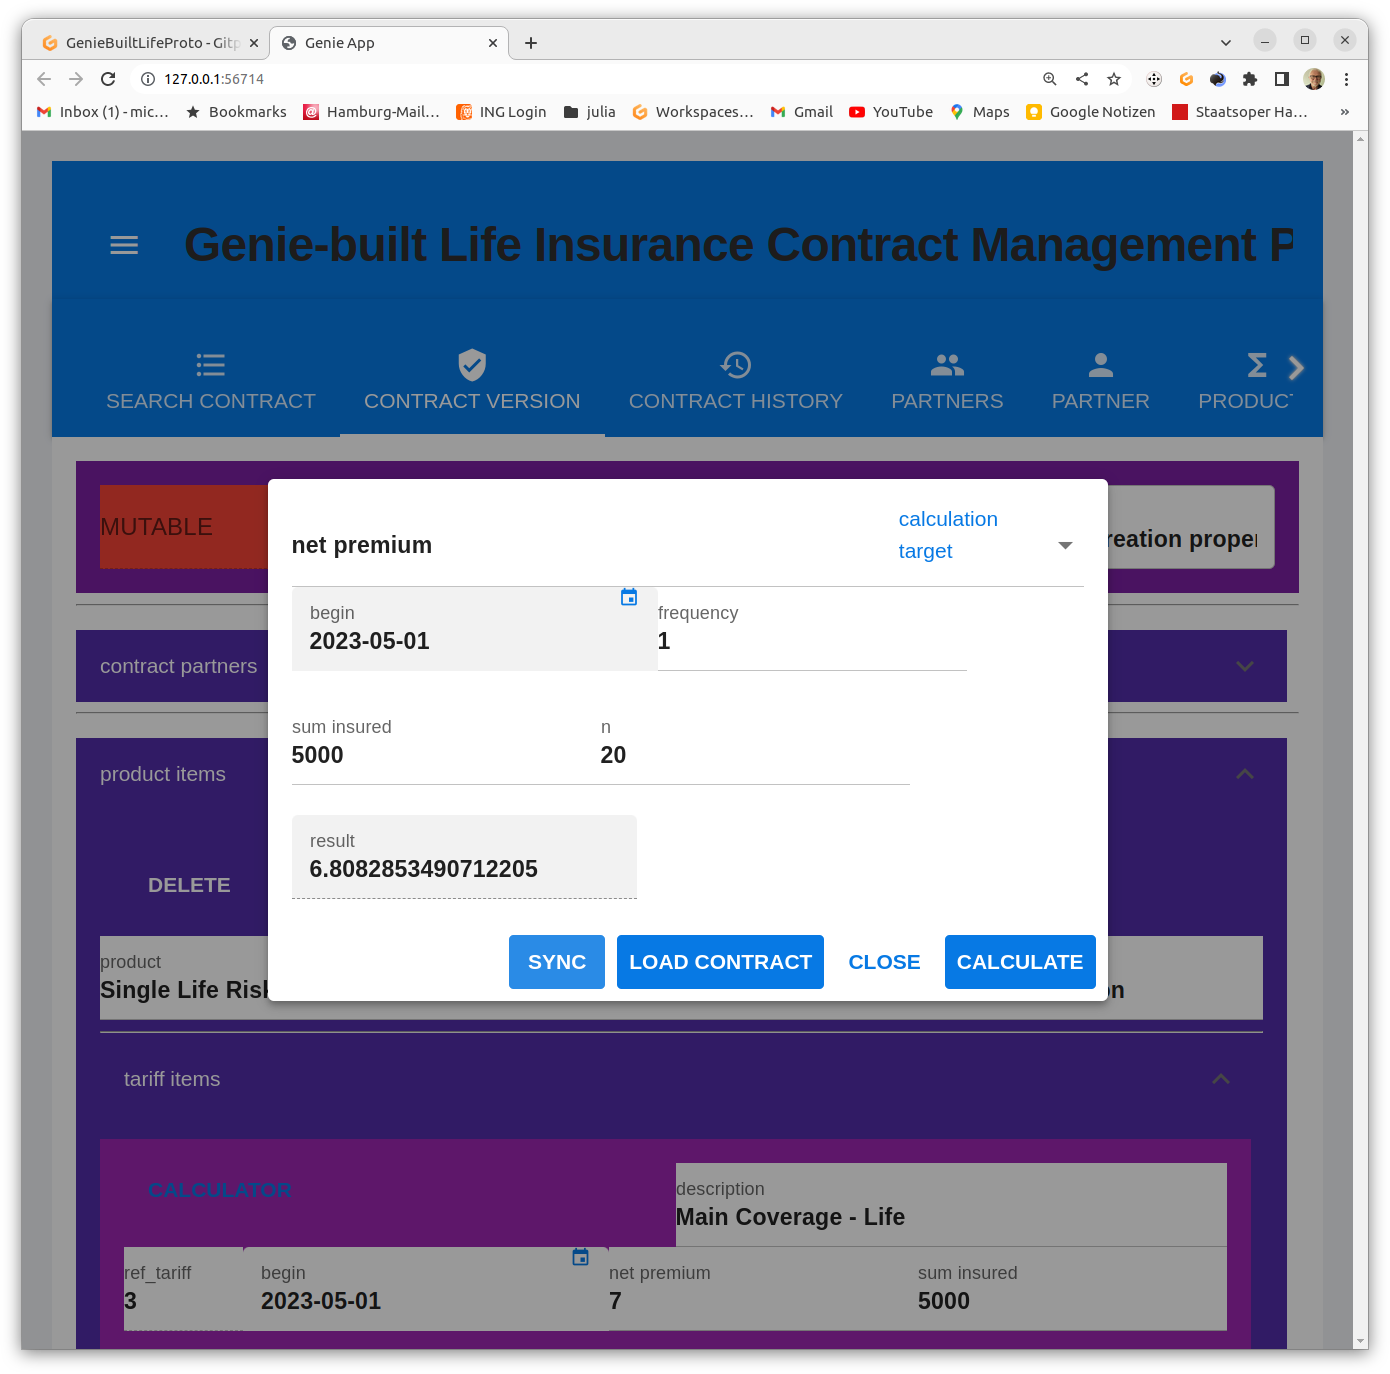 GenieBuiltLifeProto - Gitp
Genie App
127.0.0.1:56714
Inbox (1) - mic...
Bookmarks
Hamburg-Mail...
ING Login
julia
Workspaces...
Gmail
YouTube
Maps
Google Notizen
Staatsoper Ha...
»
Genie-built Life Insurance Contract Management P
SEARCH CONTRACT
CONTRACT VERSION
CONTRACT HISTORY
PARTNERS
PARTNER
PRODUCT
MUTABLE
reation proper
contract partners
product items
DELETE
product
Single Life Risk
n
tariff items
CALCULATOR
description
Main Coverage - Life
ref_tariff
3
begin
2023-05-01
net premium
7
sum insured
5000
net premium
calculation
target
begin
2023-05-01
frequency
1
sum insured
5000
n
20
result
6.8082853490712205
SYNC
LOAD CONTRACT
CLOSE
CALCULATE